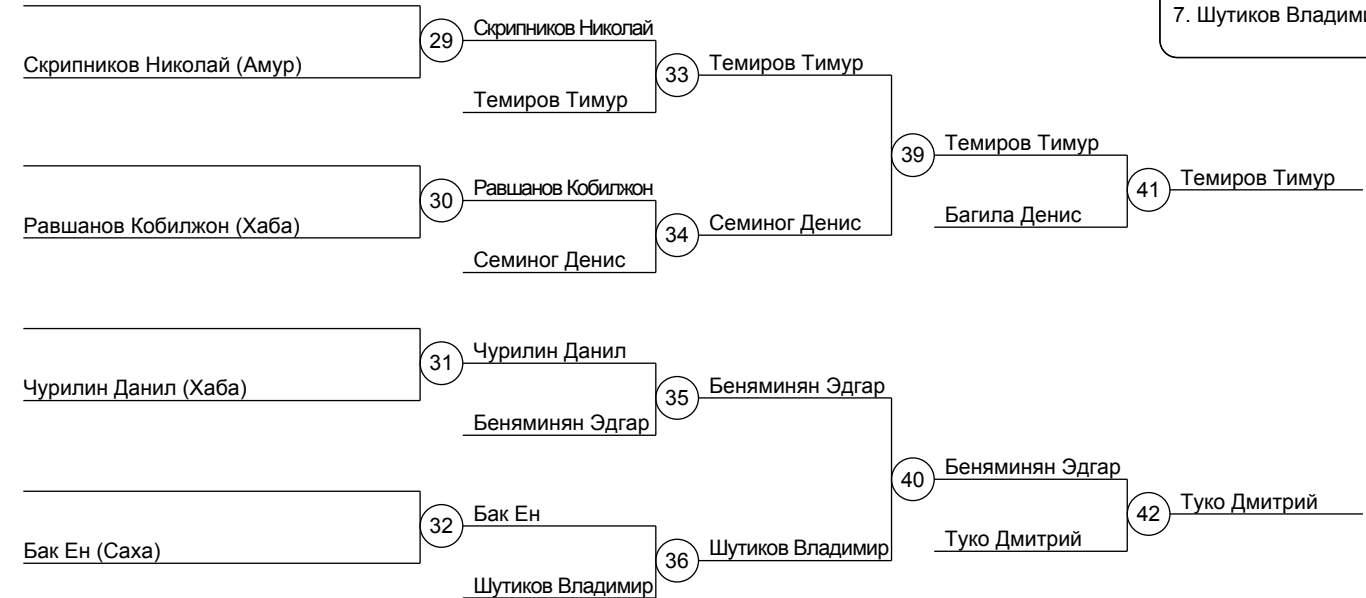 7. Шутиков Владим
29
Скрипников Николай
Скрипников Николай (Амур)
33
Темиров Тимур
Темиров Тимур
39
Темиров Тимур
30
Равшанов Кобилжон
41
Темиров Тимур
Равшанов Кобилжон (Хаба)
34
Семиног Денис
Багила Денис
Семиног Денис
31
Чурилин Данил
Чурилин Данил (Хаба)
35
Беняминян Эдгар
Беняминян Эдгар
40
Беняминян Эдгар
32
Бак Ен
42
Туко Дмитрий
Бак Ен (Саха)
36
Шутиков Владимир
Туко Дмитрий
Шутиков Владимир